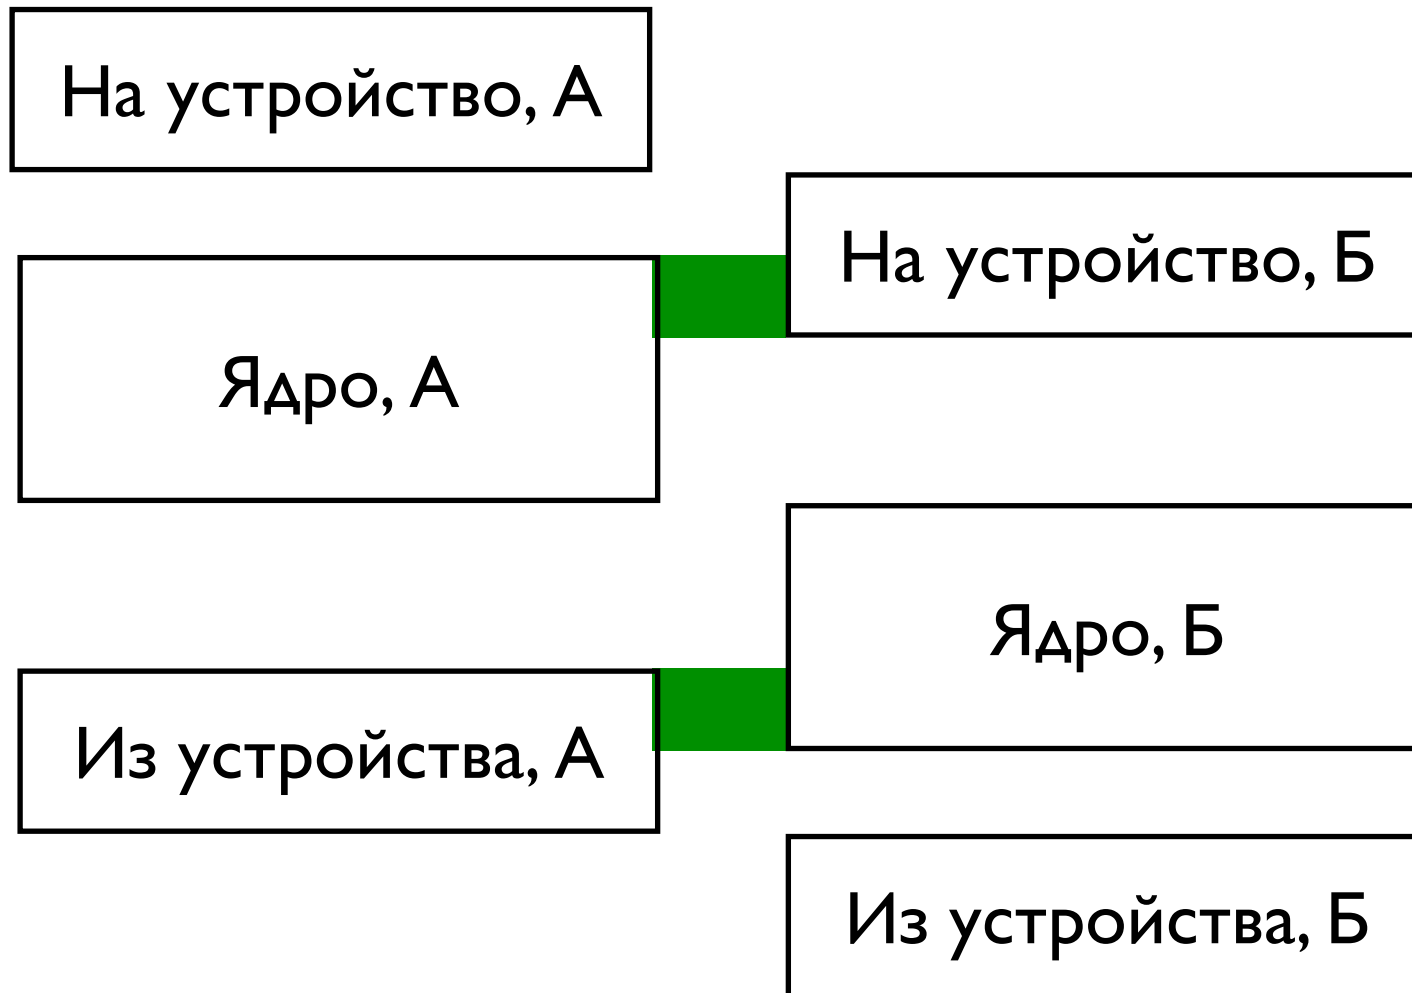 На устройство, А
На устройство, Б
Ядро, А
Ядро, Б
Из устройства, А
Из устройства, Б